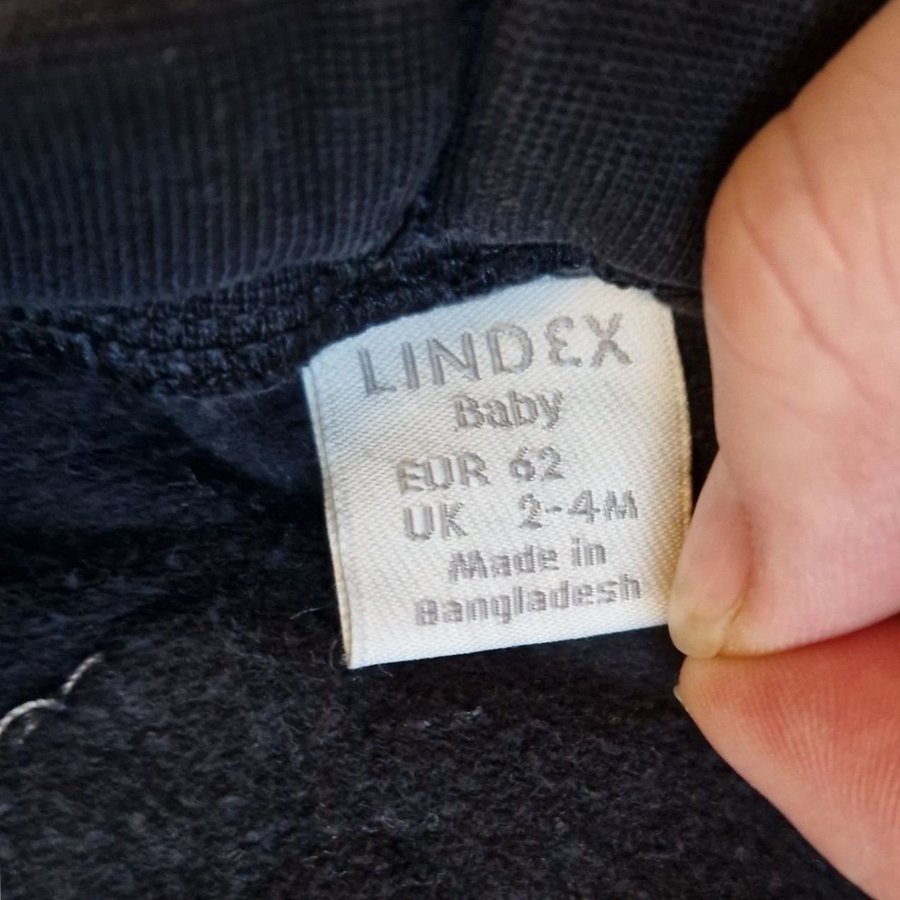 LINDEX
Baby
EUR 62
UK 2-4M
Made in
Bangladesh